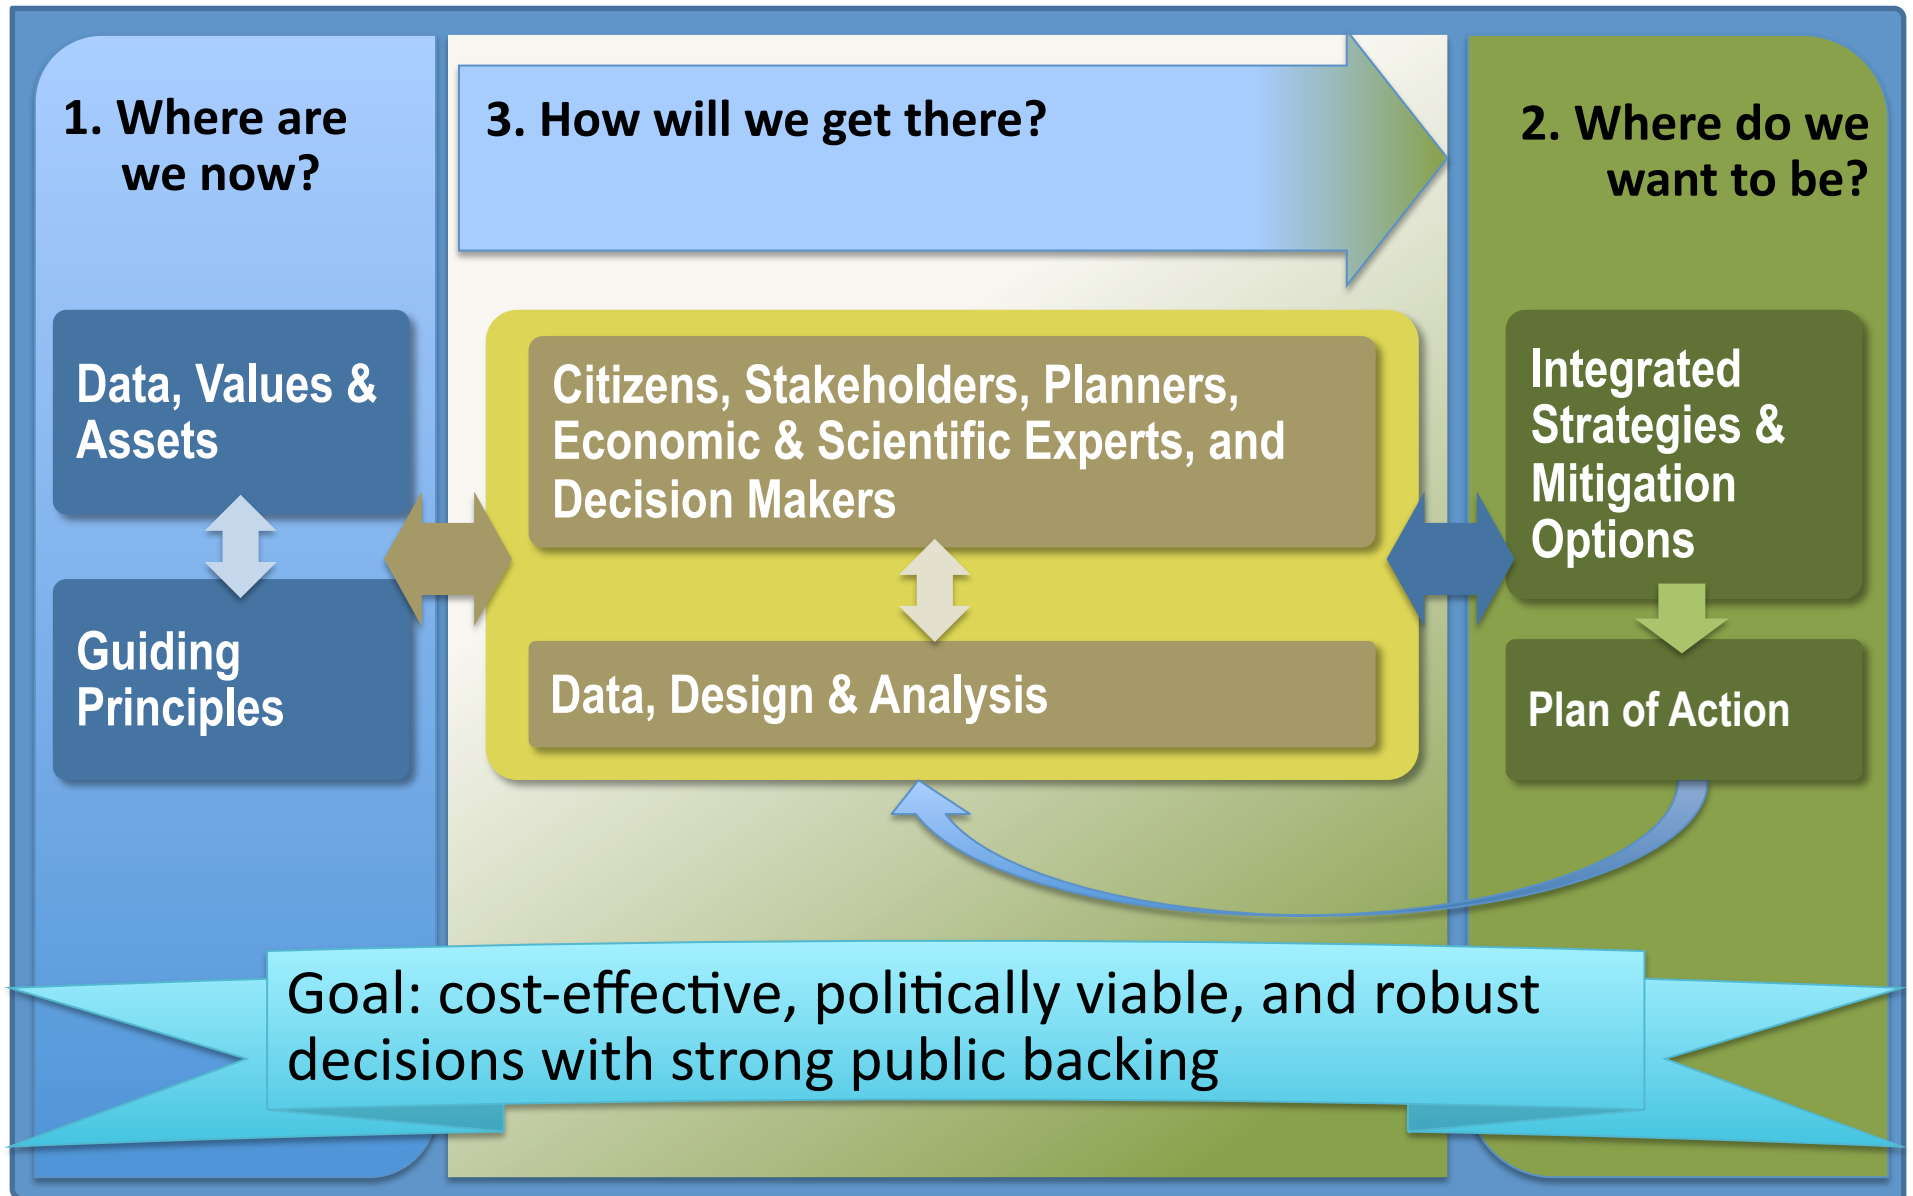 1. Where are
we now?
3. How will we get there?
2. Where do we
want to be?
Data, Values &
Assets
Guiding
Principles
Citizens, Stakeholders, Planners,
Economic & Scientific Experts, and
Decision Makers
Data, Design & Analysis
Integrated
Strategies &
Mitigation
Options
Plan of Action
Goal: cost-effective, politically viable, and robust
decisions with strong public backing